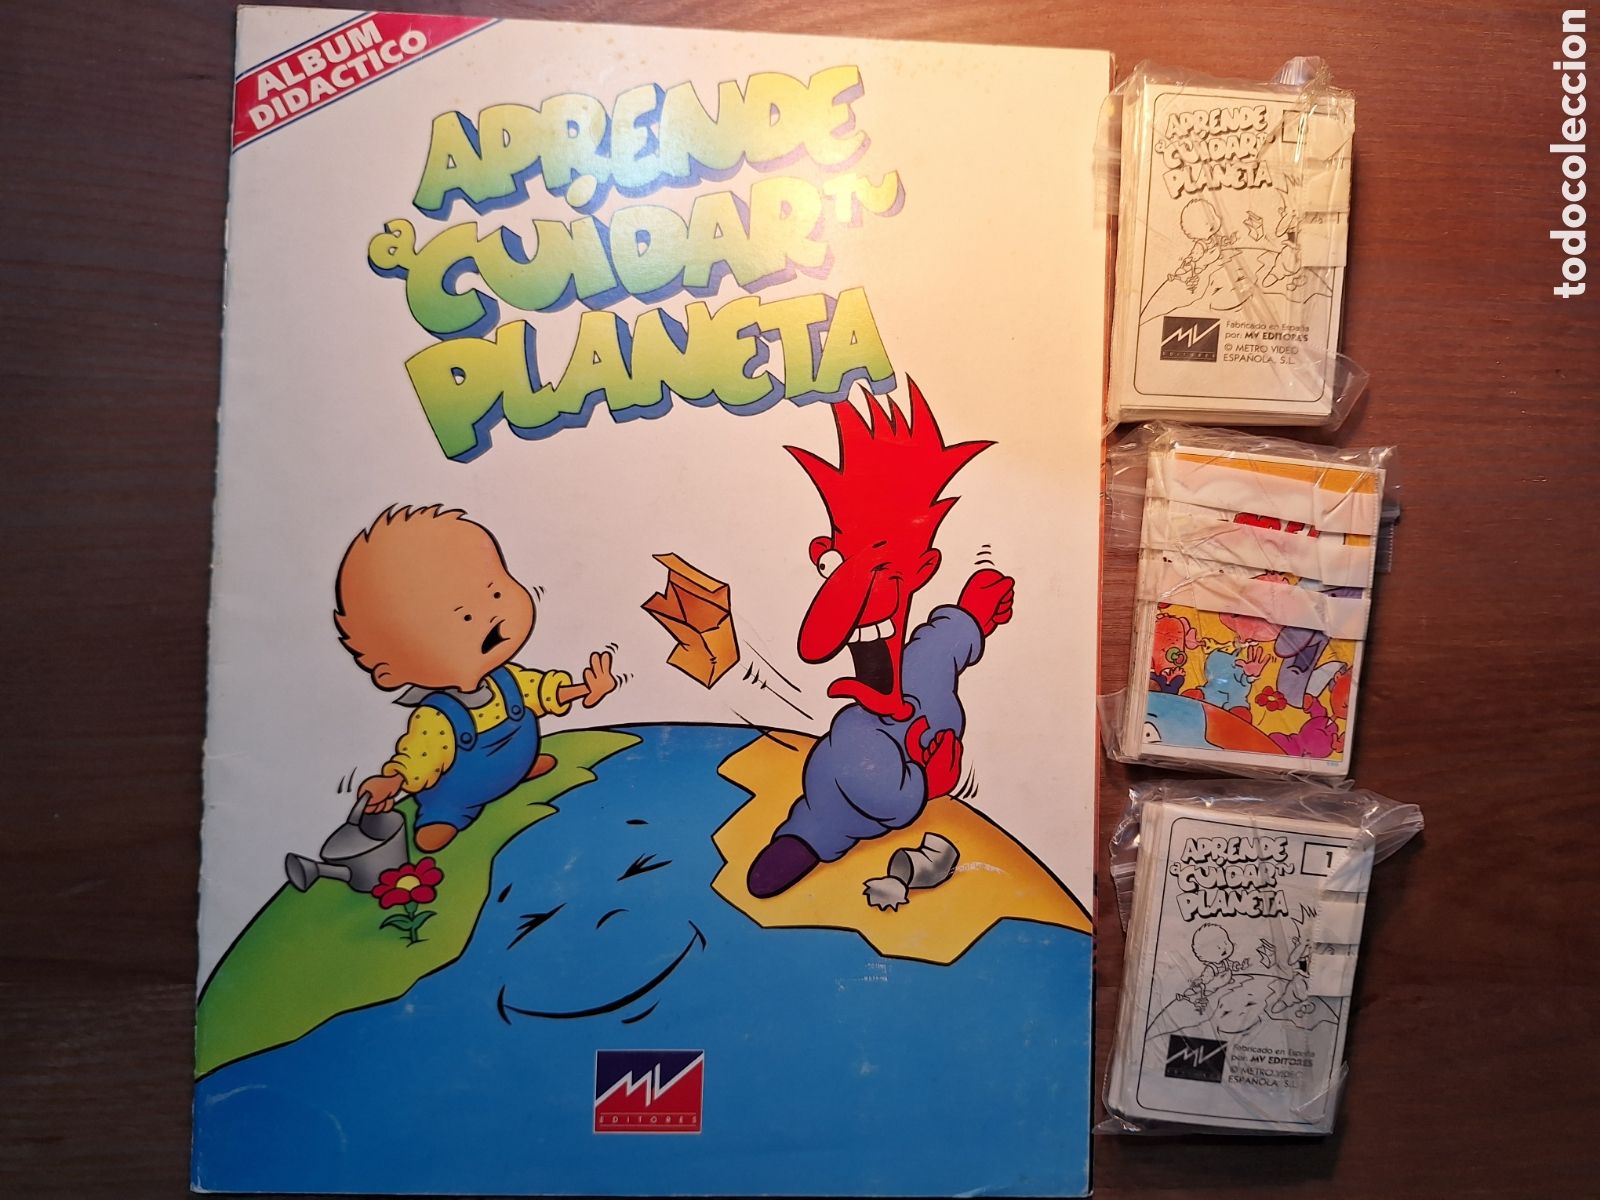 ALBUM
DIDACTICO
APRENDE
a CUIDAR TU
PLANETA
MV
EDITORES
APRENDE
a CUIDAR TU
PLANETA
MV
EDITORES
Fabricado en España
por: MV EDITORES
© METRO VIDEO
ESPAÑOLA, S.L.
APRENDE
a CUIDAR TU
PLANETA
1
MV
Fabricado en España
por: MV EDITORES
© METRO VIDEO
ESPAÑOLA, S.L.
todocoleccion